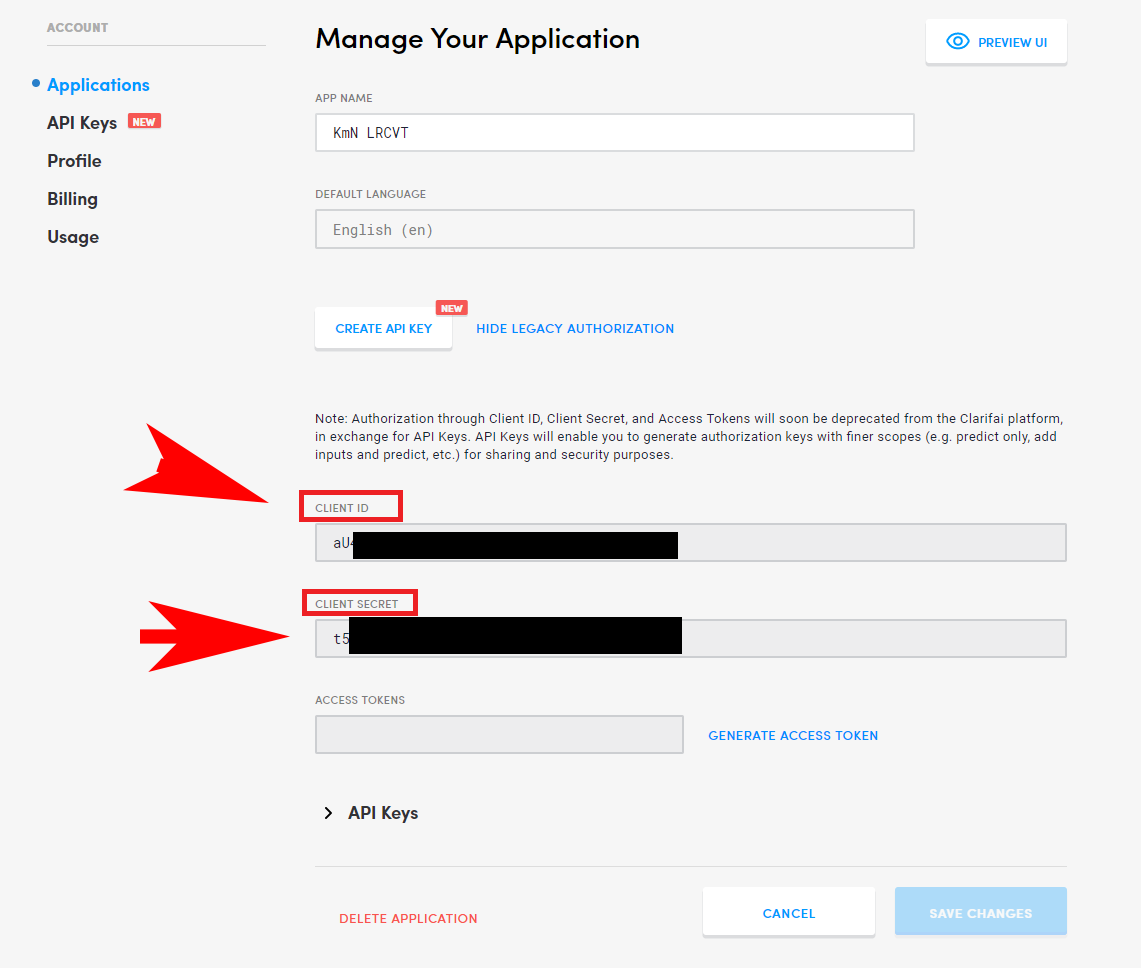 ACCOUNT
Applications
API Keys NEW
Profile
Billing
Usage
Manage Your Application
PREVIEW UI
APP NAME
KmN LRCVT
DEFAULT LANGUAGE
English (en)
NEW
CREATE API KEY
HIDE LEGACY AUTHORIZATION
Note: Authorization through Client ID, Client Secret, and Access Tokens will soon be deprecated from the Clarifai platform,
in exchange for API Keys. API Keys will enable you to generate authorization keys with finer scopes (e.g. predict only, add
inputs and predict, etc.) for sharing and security purposes.
CLIENT ID
aU4
CLIENT SECRET
t5
ACCESS TOKENS
GENERATE ACCESS TOKEN
API Keys
DELETE APPLICATION
CANCEL
SAVE CHANGES